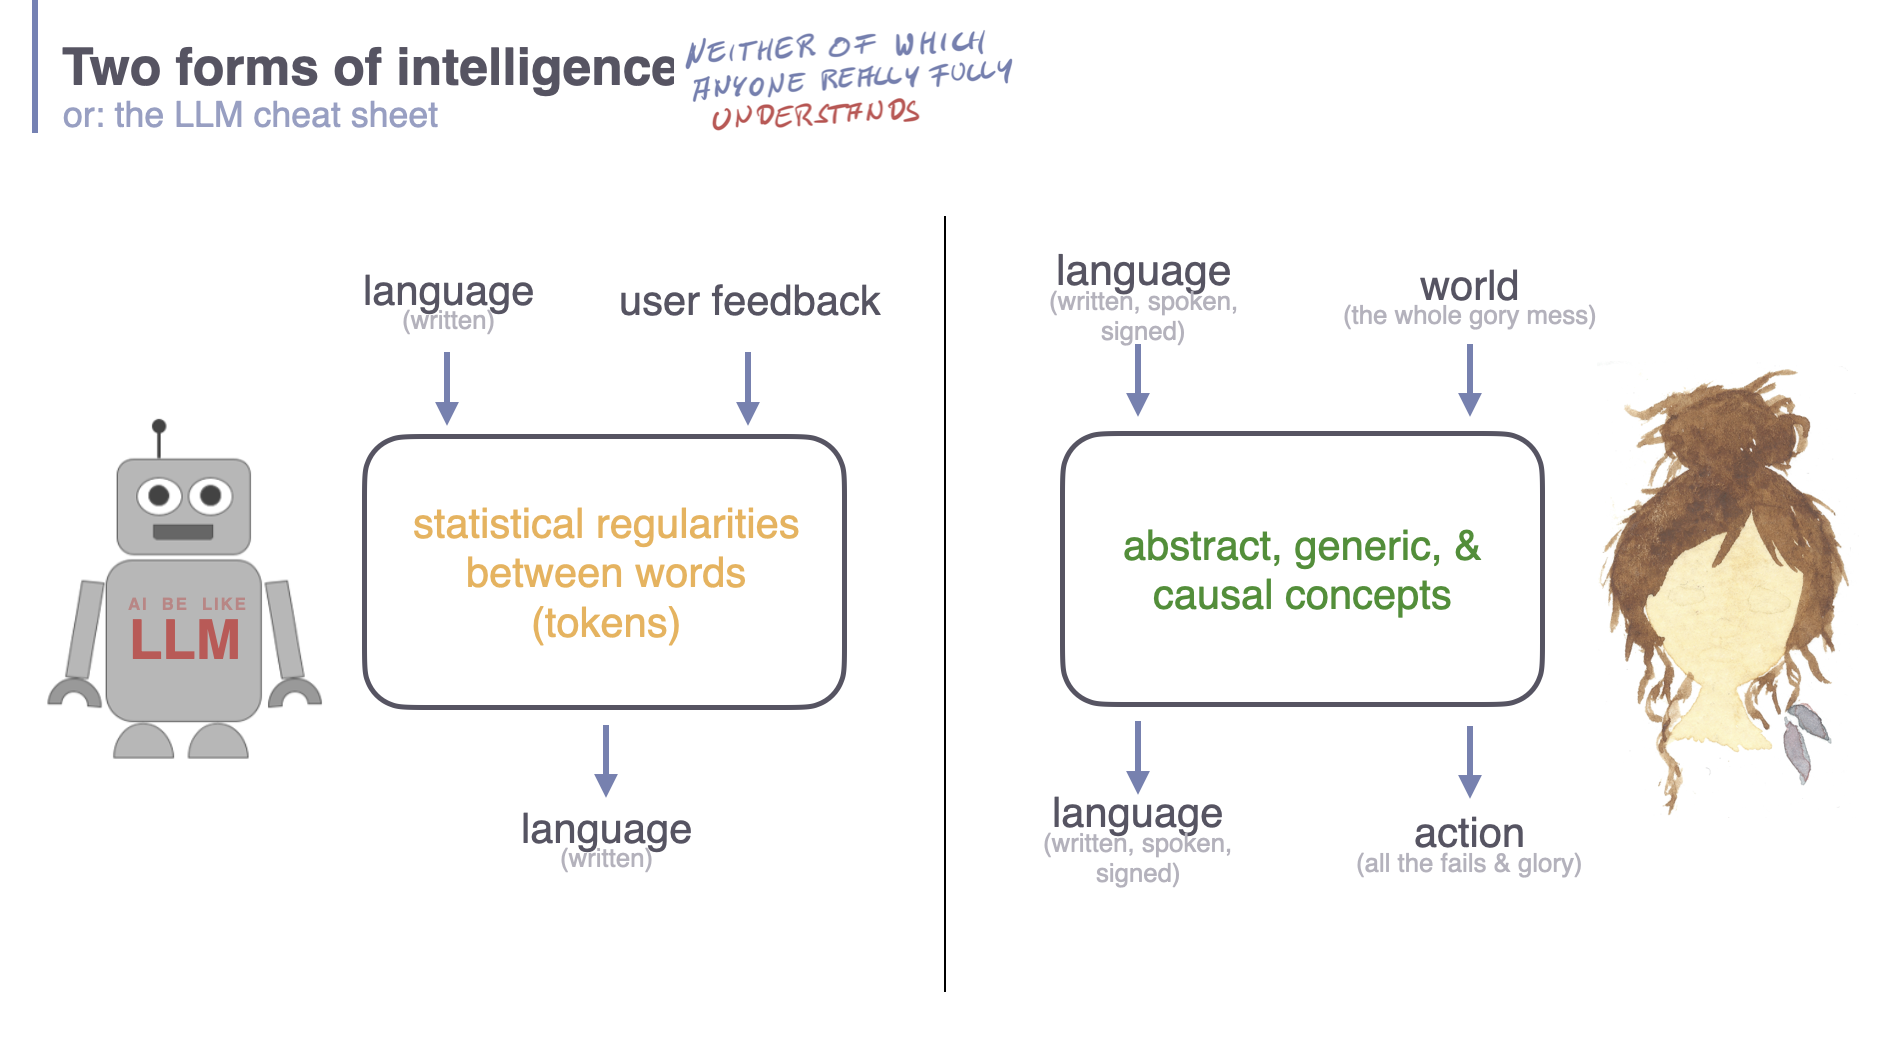 Two forms of intelligence
NEITHER OF WHICH
ANYONE REALLY FULLY
UNDERSTANDS
or: the LLM cheat sheet
language
(written)
user feedback
statistical regularities
between words
(tokens)
language
(written)
AI BE LIKE
LLM
language
(written, spoken,
signed)
world
(the whole gory mess)
abstract, generic, &
causal concepts
language
(written, spoken,
signed)
action
(all the fails & glory)